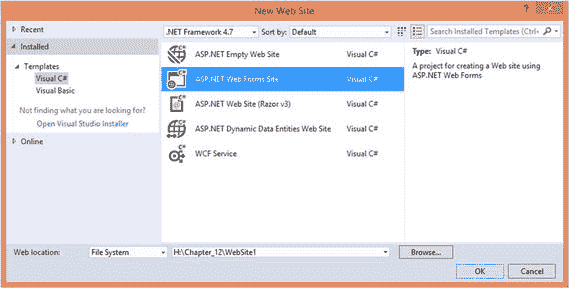 New Web Site
? ×
Recent
.NET Framework 4.7 Sort by: Default
Search Installed Templates (Ctrl+
Installed
Templates
Visual C#
Visual Basic
Not finding what you are looking for?
Open Visual Studio Installer
Online
ASP.NET Empty Web Site Visual C#
ASP.NET Web Forms Site Visual C#
ASP.NET Web Site (Razor v3) Visual C#
ASP.NET Dynamic Data Entities Web Site Visual C#
WCF Service Visual C#
Type: Visual C#
A project for creating a Web site using
ASP.NET Web Forms
Web location: File System H:\Chapter_12\WebSite1 Browse...
OK Cancel